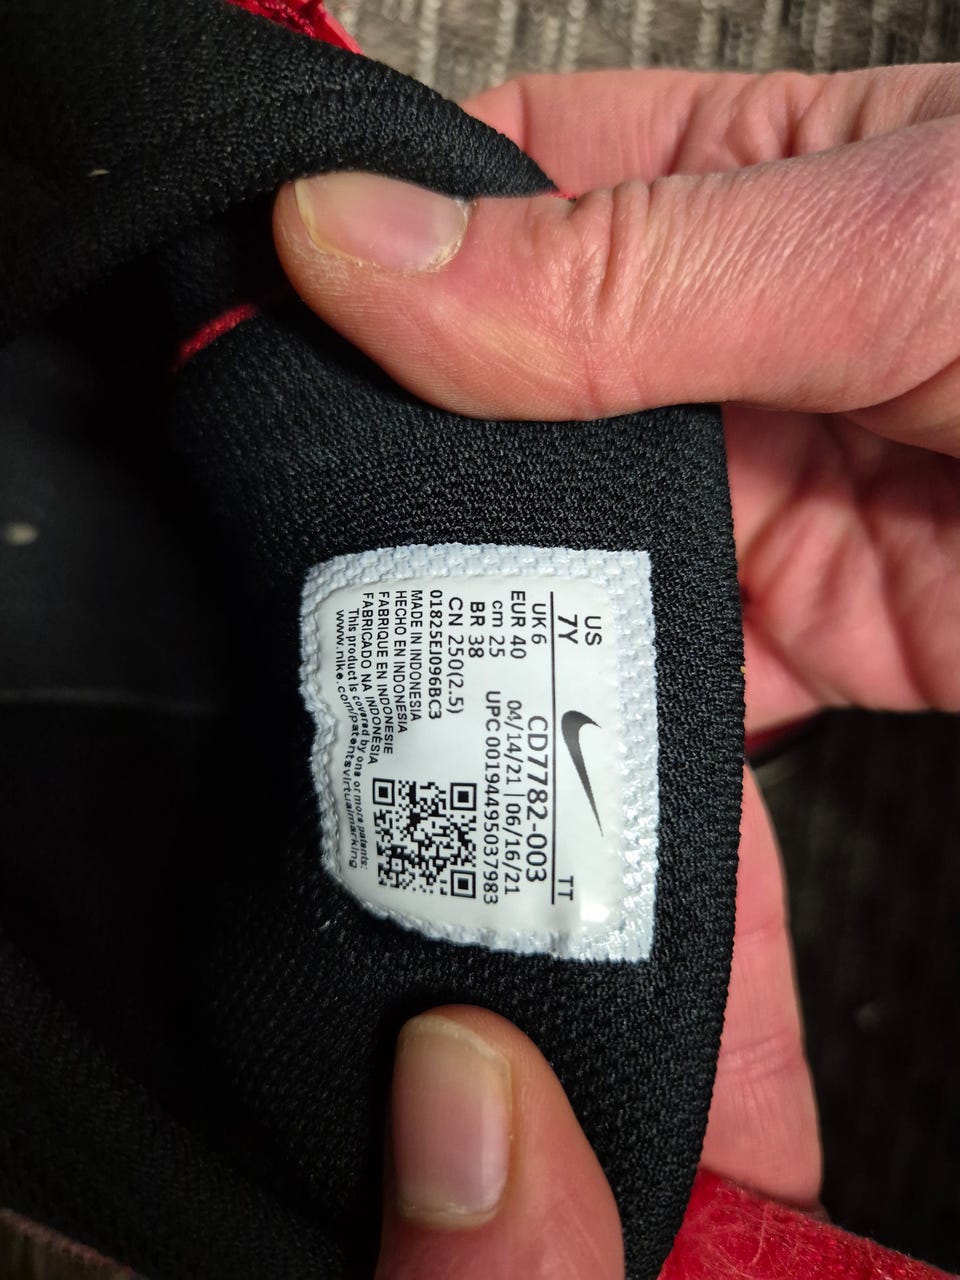 US
7Y
TT
UK 6
EUR 40
cm 25
BR 38
CN 250(2.5)
CD7782-003
04/14/21 | 06/16/21
UPC 00194495037983
01825EJ096BC3
MADE IN INDONESIA
HECHO EN INDONESIA
FABRIQUE EN INDONESIE
FABRICADO NA INDONÉSIA
This product is covered by one or more patents:
www.nike.com/patentsvirtualmarking